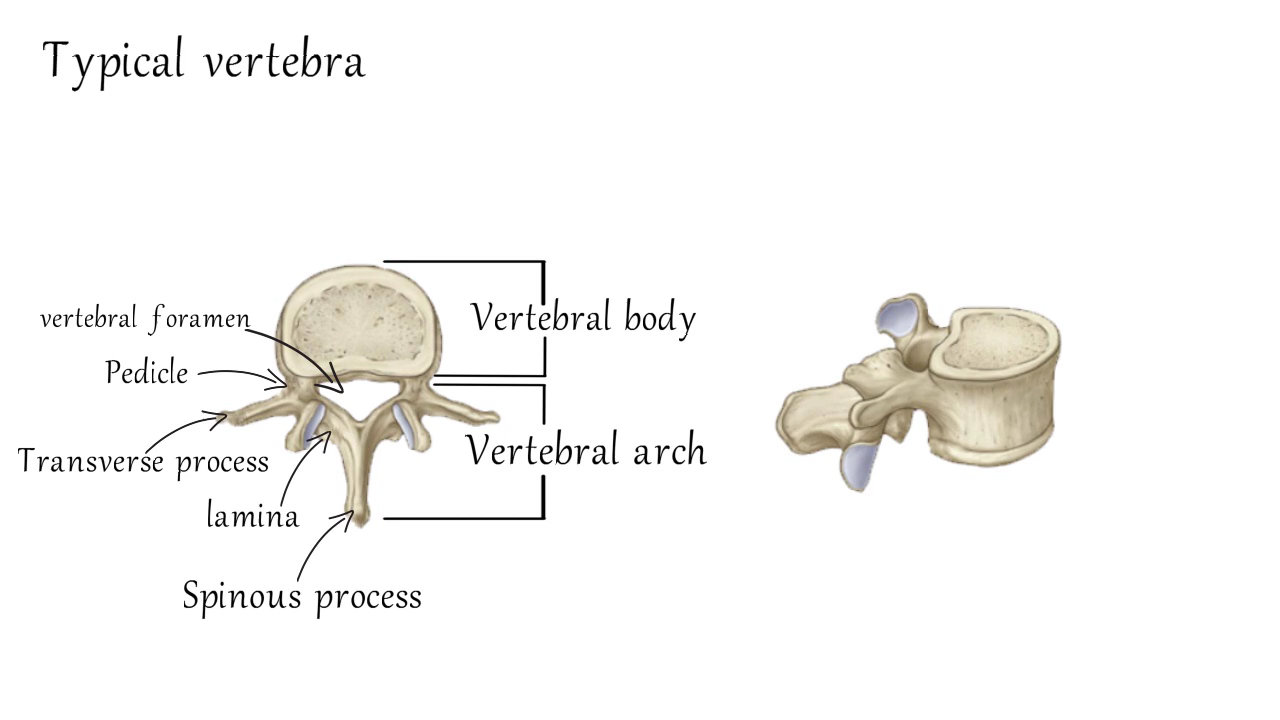 Typical vertebra
vertebral foramen
Vertebral body
Pedicle
Transverse process
Vertebral arch
lamina
Spinous process